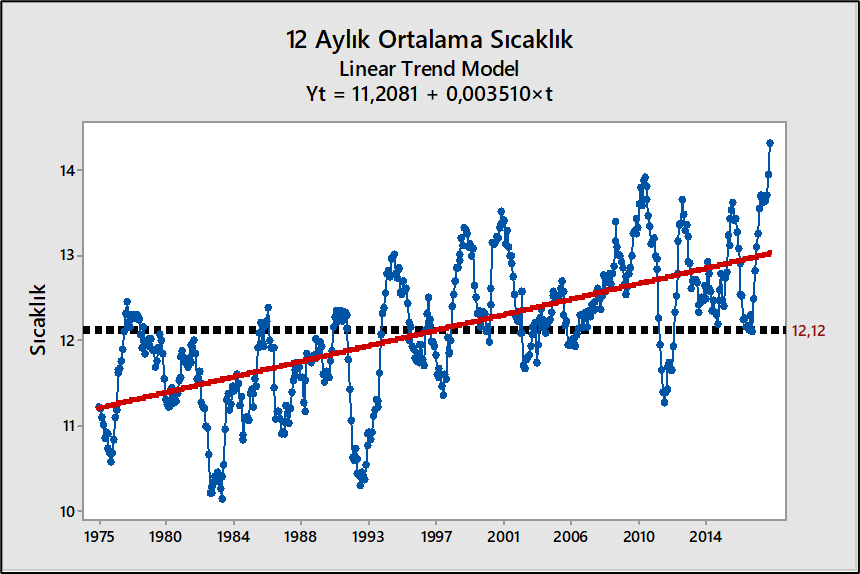 12 Aylık Ortalama Sıcaklık
Linear Trend Model
Yt = 11,2081 + 0,003510×t
Sıcaklık
14
13
12
11
10
12,12
1975 1980 1984 1988 1993 1997 2001 2006 2010 2014